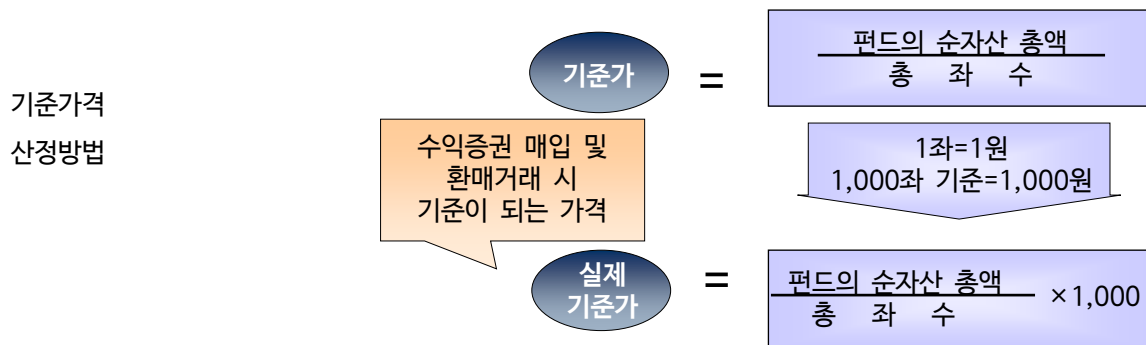 기준가격
산정방법
기준가
=
펀드의 순자산 총액
총 좌 수
수익증권 매입 및
환매거래 시
기준이 되는 가격
1좌=1원
1,000좌 기준=1,000원
실제
기준가
=
펀드의 순자산 총액
총 좌 수
×1,000